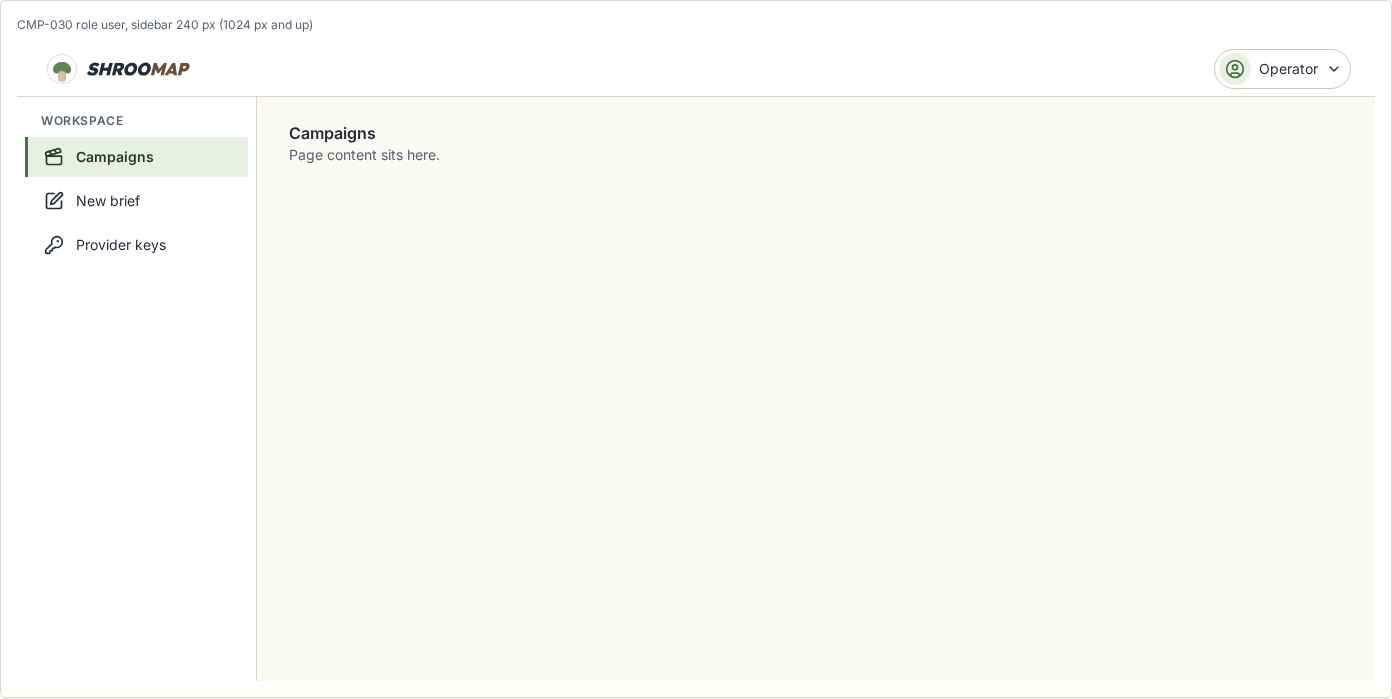 CMP-030 role user, sidebar 240 px (1024 px and up)
SHROOMAP
Operator
WORKSPACE
Campaigns
New brief
Provider keys
Campaigns
Page content sits here.